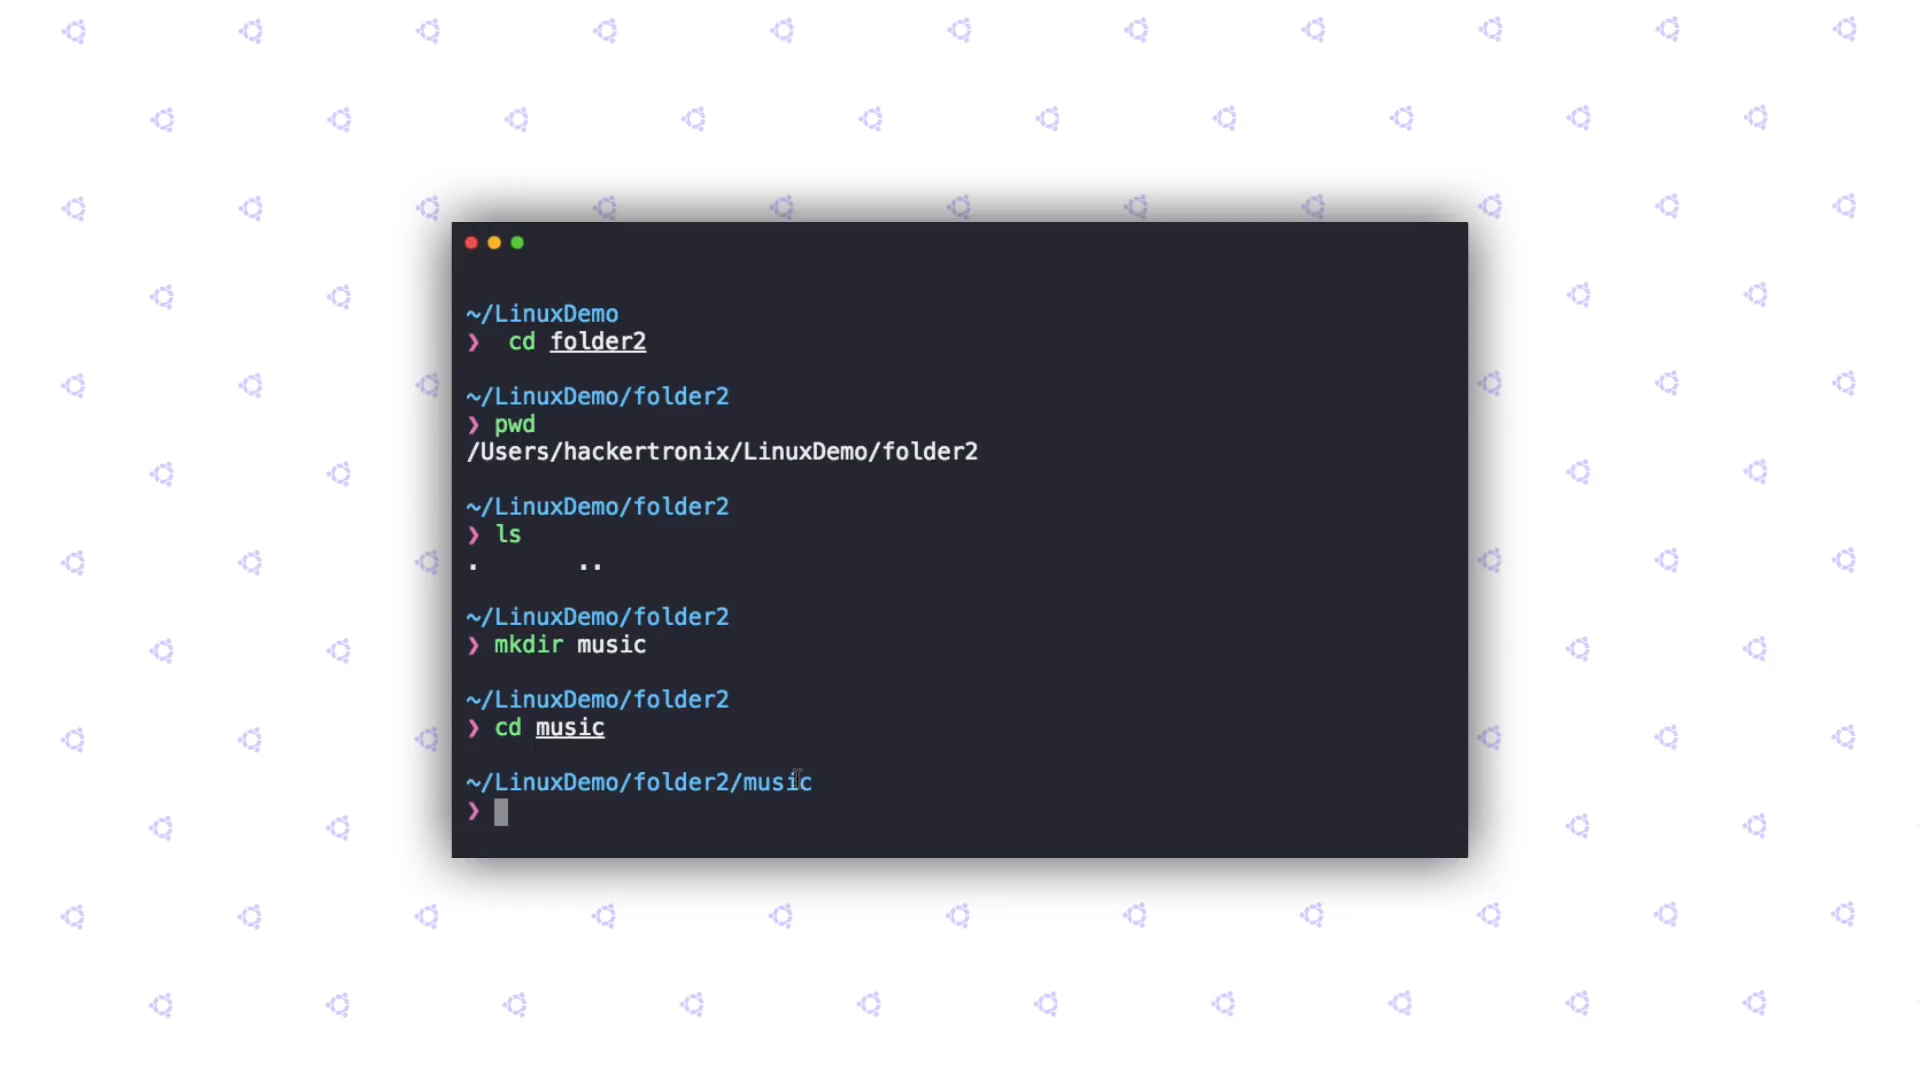 ~/LinuxDemo
❯  cd folder2
~/LinuxDemo/folder2
❯ pwd
/Users/hackertronix/LinuxDemo/folder2
~/LinuxDemo/folder2
❯ ls
.       ..
~/LinuxDemo/folder2
❯ mkdir music
~/LinuxDemo/folder2
❯ cd music
~/LinuxDemo/folder2/music
❯